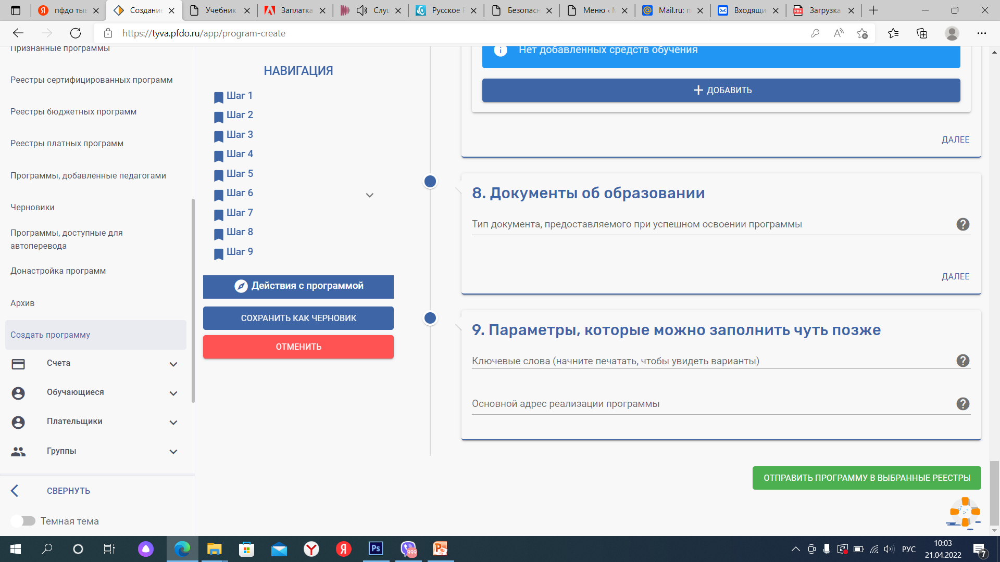 пфдо тыв
Создание
Учебник
Заплатка
Слуш
Русское Р
Безопасн
Меню ‹ М
Mail.ru: п
Входящи
Загрузка
https://tyva.pfdo.ru/app/program-create
Признанные программы
Реестры сертифицированных программ
Реестры бюджетных программ
Реестры платных программ
Программы, добавленные педагогами
Черновики
Программы, доступные для
автоперевода
Донастройка программ
Архив
Создать программу
Счета
Обучающиеся
Плательщики
Группы
СВЕРНУТЬ
Темная тема
НАВИГАЦИЯ
Шаг 1
Шаг 2
Шаг 3
Шаг 4
Шаг 5
Шаг 6
Шаг 7
Шаг 8
Шаг 9
Действия с программой
СОХРАНИТЬ КАК ЧЕРНОВИК
ОТМЕНИТЬ
Нет добавленных средств обучения
ДОБАВИТЬ
ДАЛЕЕ
8. Документы об образовании
Тип документа, предоставляемого при успешном освоении программы
ДАЛЕЕ
9. Параметры, которые можно заполнить чуть позже
Ключевые слова (начните печатать, чтобы увидеть варианты)
Основной адрес реализации программы
ОТПРАВИТЬ ПРОГРАММУ В ВЫБРАННЫЕ РЕЕСТРЫ
Ps
999
РУС
10:03
21.04.2022
7